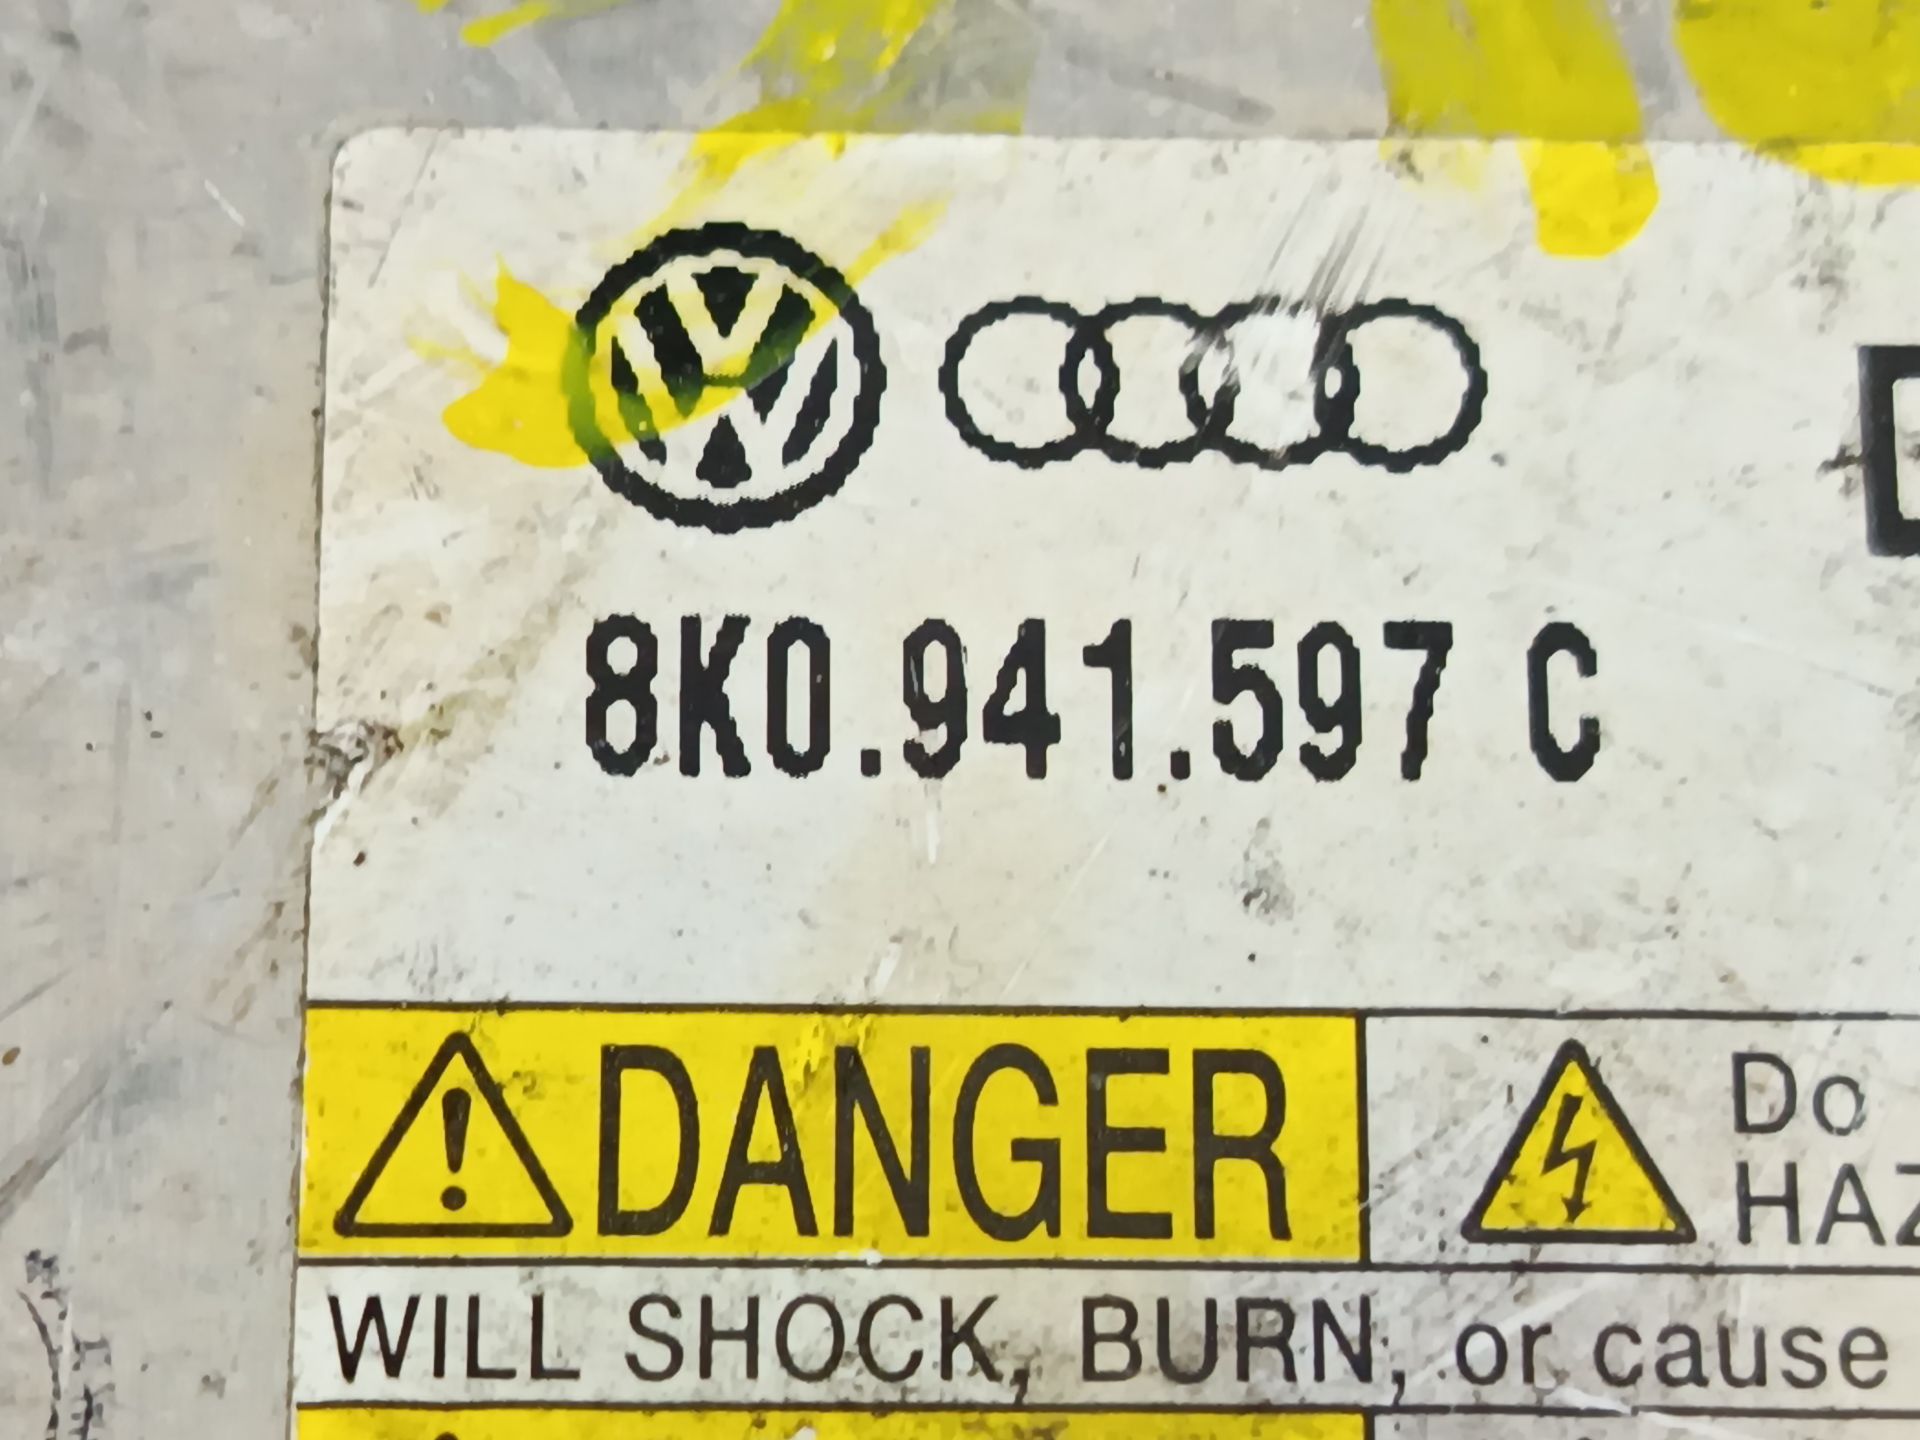 8K0.941.597 C
DANGER
Do
WILL SHOCK, BURN, or cause